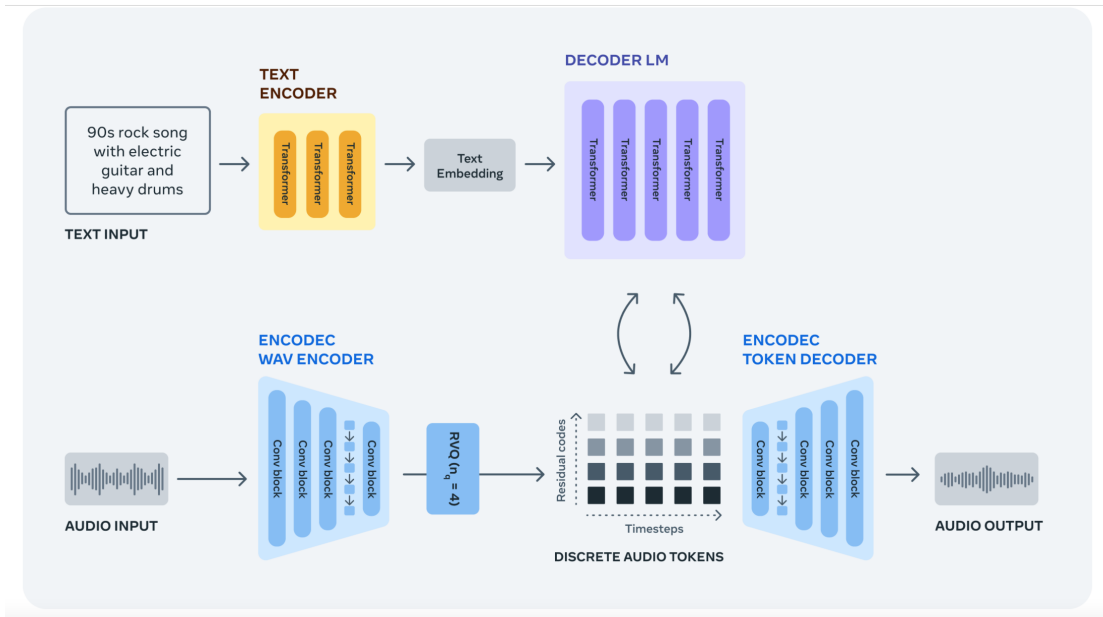 TEXT
ENCODER
DECODER LM
90s rock song
with electric
guitar and
heavy drums
TEXT INPUT
Transformer
Transformer
Transformer
Text
Embedding
Transformer
Transformer
Transformer
Transformer
Transformer
ENCODEC
WAV ENCODER
ENCODEC
TOKEN DECODER
AUDIO INPUT
Conv block
Conv block
Conv block
Conv block
RVQ (n_q = 4)
Residual codes
Timesteps
DISCRETE AUDIO TOKENS
Conv block
Conv block
Conv block
Conv block
AUDIO OUTPUT